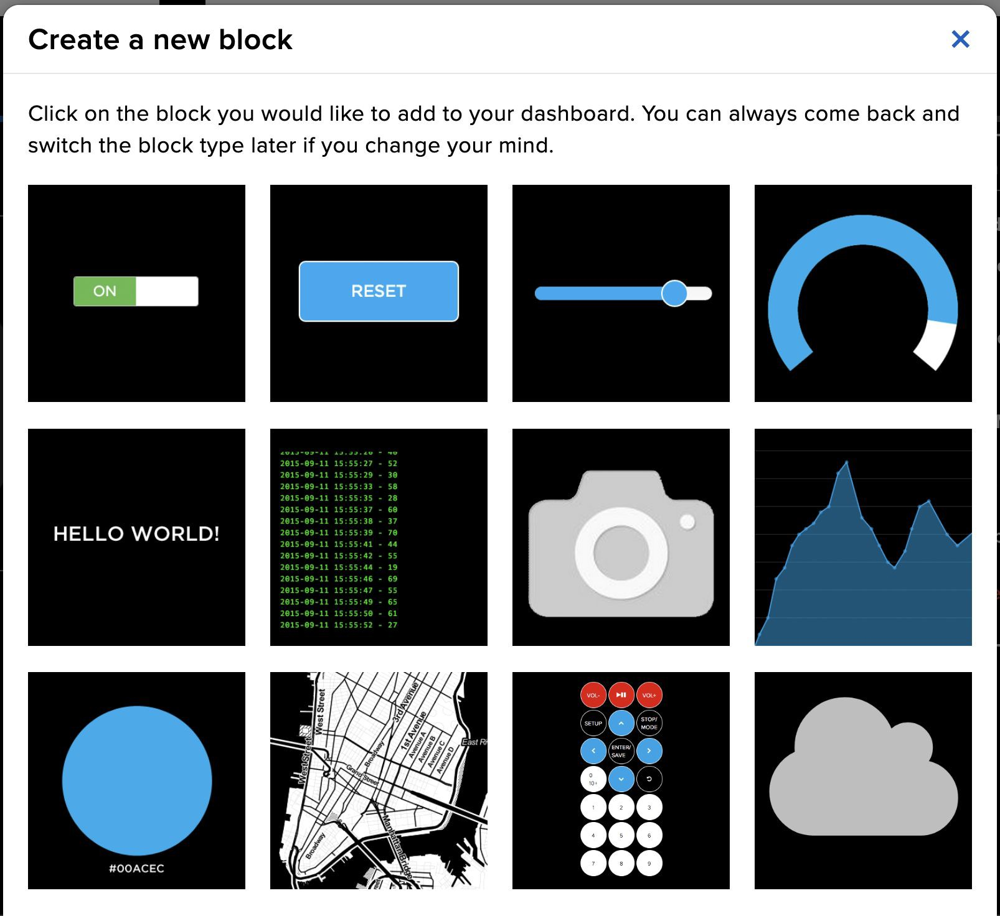 Create a new block
Click on the block you would like to add to your dashboard. You can always come back and
switch the block type later if you change your mind.
ON
RESET
HELLO WORLD!
2015-09-11 15:55:27 - 52
2015-09-11 15:55:29 - 30
2015-09-11 15:55:33 - 58
2015-09-11 15:55:35 - 28
2015-09-11 15:55:37 - 60
2015-09-11 15:55:38 - 37
2015-09-11 15:55:39 - 70
2015-09-11 15:55:41 - 44
2015-09-11 15:55:42 - 55
2015-09-11 15:55:44 - 19
2015-09-11 15:55:46 - 69
2015-09-11 15:55:47 - 55
2015-09-11 15:55:49 - 65
2015-09-11 15:55:50 - 61
2015-09-11 15:55:52 - 27
#00ACEC
West Street
3rd Avenue
1st Avenue
Avenue A
Avenue B
Avenue C
Avenue D
East Ri
West Street
Broadway
Grand Street
Broadway
Manhattan Bridge
reet
VOL- VOL+
SETUP
STOP/
MODE
ENTER/
SAVE
0
10+
1 2 3
4 5 6
7 8 9